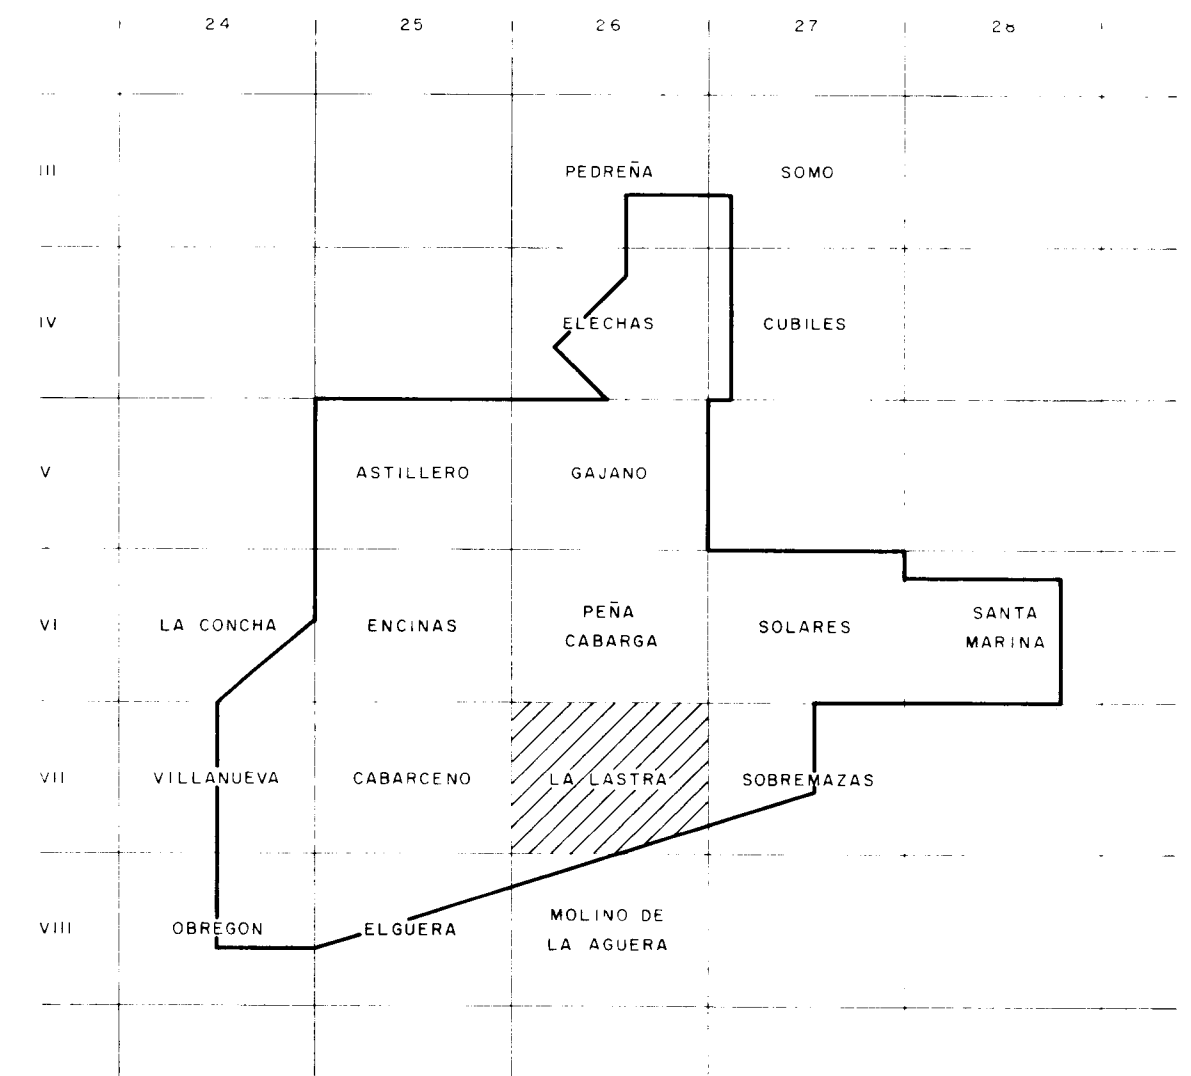 24 25 26 27 28
III PEDREÑA SOMO
IV ELECHAS CUBILES
V ASTILLERO GAJANO
VI LA CONCHA ENCINAS PEÑA CABARGA SOLARES SANTA MARINA
VII VILLANUEVA CABARCENO LA LASTRA SOBREMAZAS
VIII OBREGON ELGUERA MOLINO DE LA AGUERA